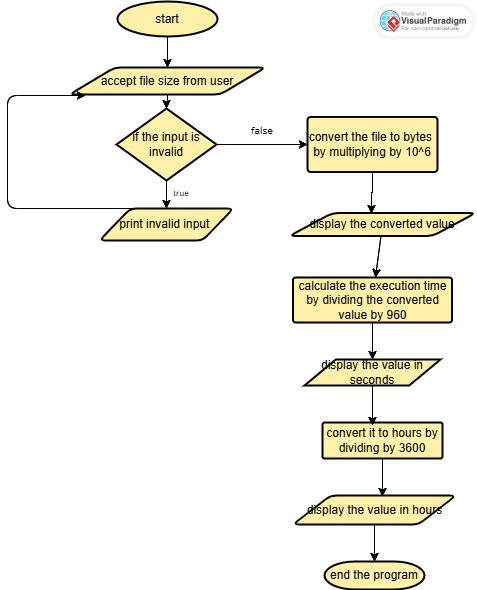 start
Made with
VisualParadigm
For non-commercial use
accept file size from user
if the input is
invalid
false
convert the file to bytes
by multiplying by 10^6
true
print invalid input
display the converted value
calculate the execution time
by dividing the converted
value by 960
display the value in
seconds
convert it to hours by
dividing by 3600
display the value in hours
end the program